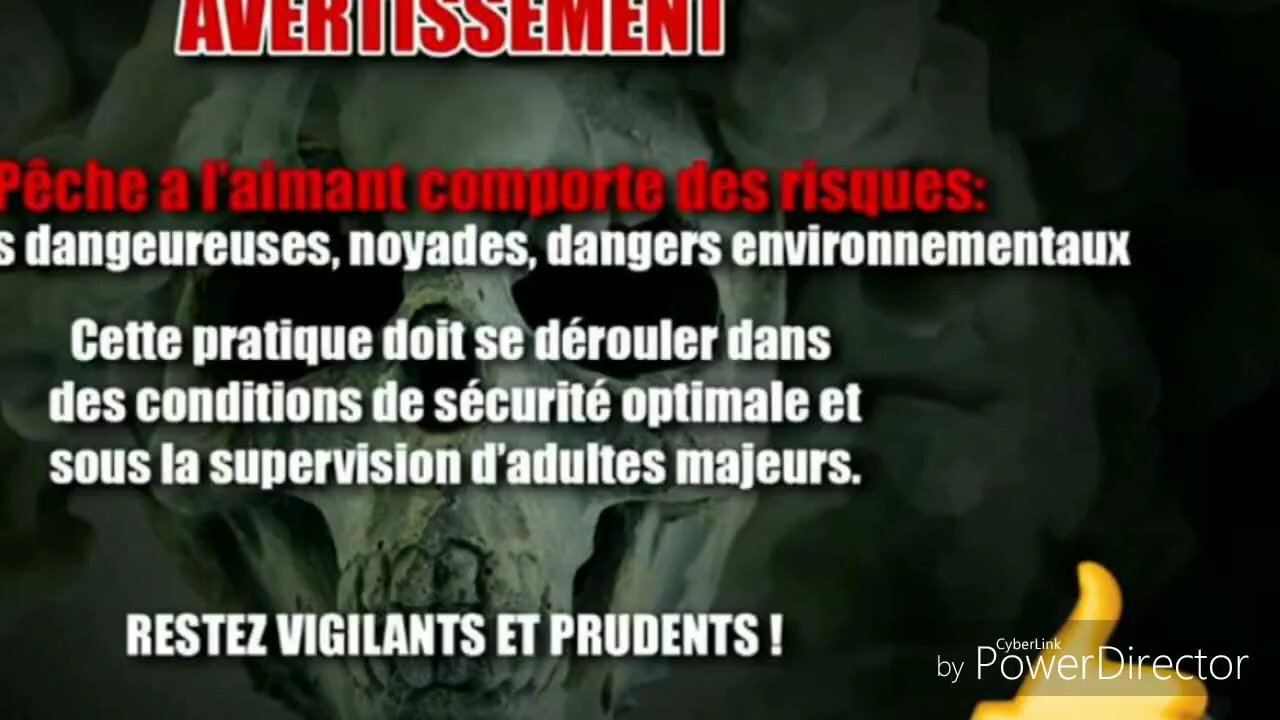 AVERTISSEMENT
Pêche a l'aimant comporte des risques:
dangeureuses, noyades, dangers environnementaux
Cette pratique doit se dérouler dans
des conditions de sécurité optimale et
sous la supervision d'adultes majeurs.
RESTEZ VIGILANTS ET PRUDENTS !
CyberLink
by PowerDirector